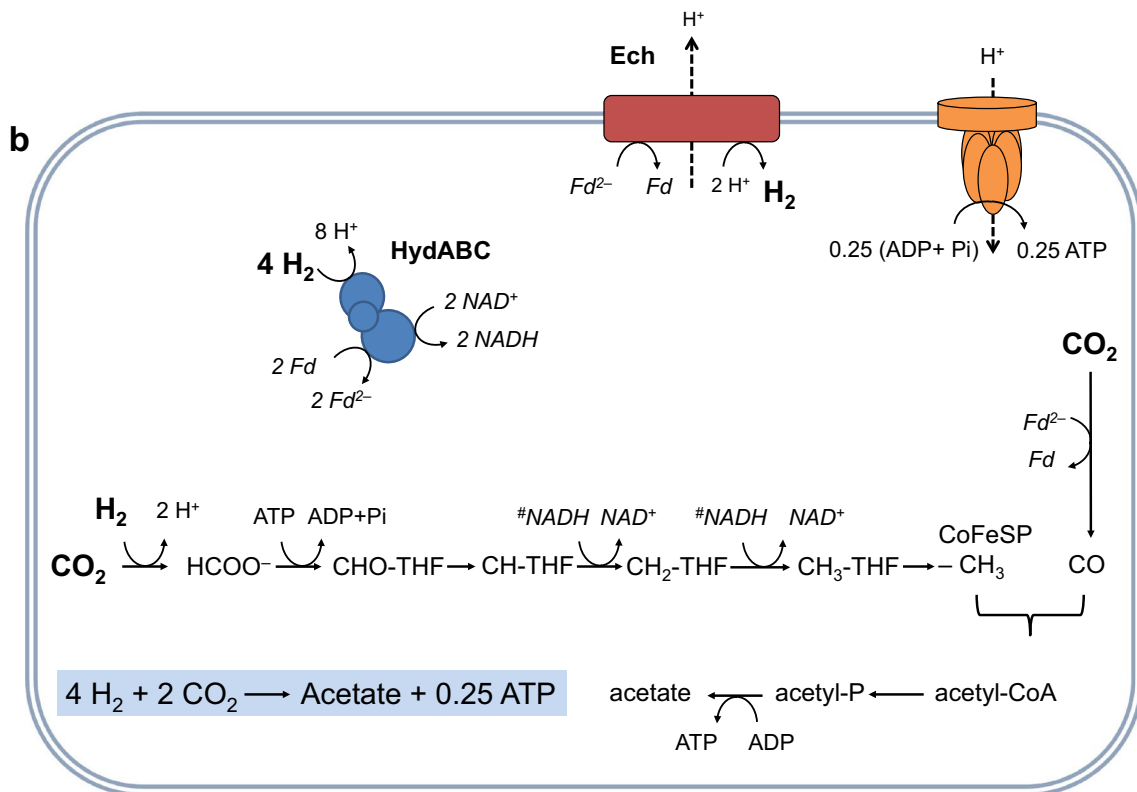 b
H⁺
Ech
H⁺
Fd²⁻ Fd 2 H⁺ H₂
0.25 (ADP+ Pi) 0.25 ATP
8 H⁺
HydABC
4 H₂
2 NAD⁺
2 NADH
2 Fd
2 Fd²⁻
CO₂
Fd²⁻
Fd
H₂ 2 H⁺ ATP ADP+Pi #NADH NAD⁺ #NADH NAD⁺
CoFeSP
CO₂ HCOO⁻ CHO-THF CH-THF CH₂-THF CH₃-THF – CH₃ CO
4 H₂ + 2 CO₂ → Acetate + 0.25 ATP
acetate acetyl-P acetyl-CoA
ATP ADP